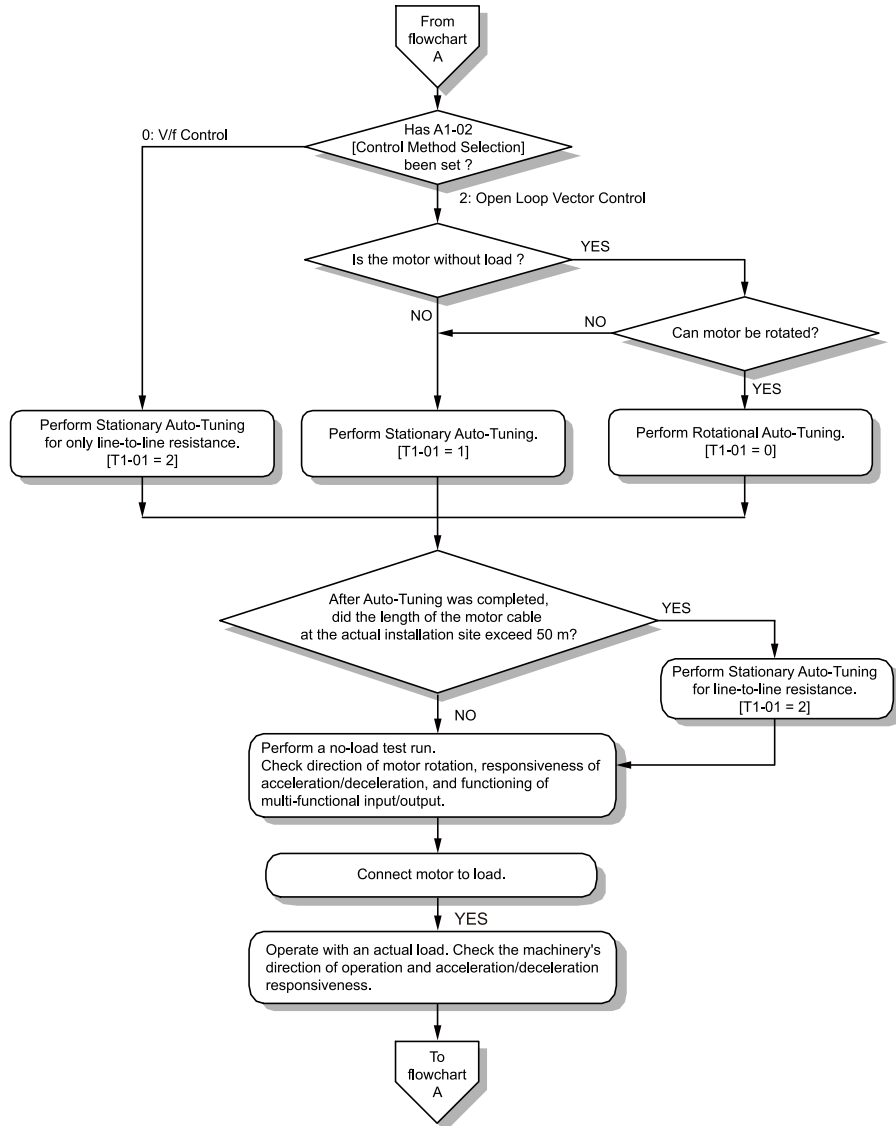 From
flowchart
A
Has A1-02
[Control Method Selection]
been set ?
0: V/f Control
2: Open Loop Vector Control
Is the motor without load ?
YES
NO
NO
Can motor be rotated?
YES
Perform Stationary Auto-Tuning
for only line-to-line resistance.
[T1-01 = 2]
Perform Stationary Auto-Tuning.
[T1-01 = 1]
Perform Rotational Auto-Tuning.
[T1-01 = 0]
After Auto-Tuning was completed,
did the length of the motor cable
at the actual installation site exceed 50 m?
YES
Perform Stationary Auto-Tuning
for line-to-line resistance.
[T1-01 = 2]
NO
Perform a no-load test run.
Check direction of motor rotation, responsiveness of
acceleration/deceleration, and functioning of
multi-functional input/output.
Connect motor to load.
YES
Operate with an actual load. Check the machinery's
direction of operation and acceleration/deceleration
responsiveness.
To
flowchart
A